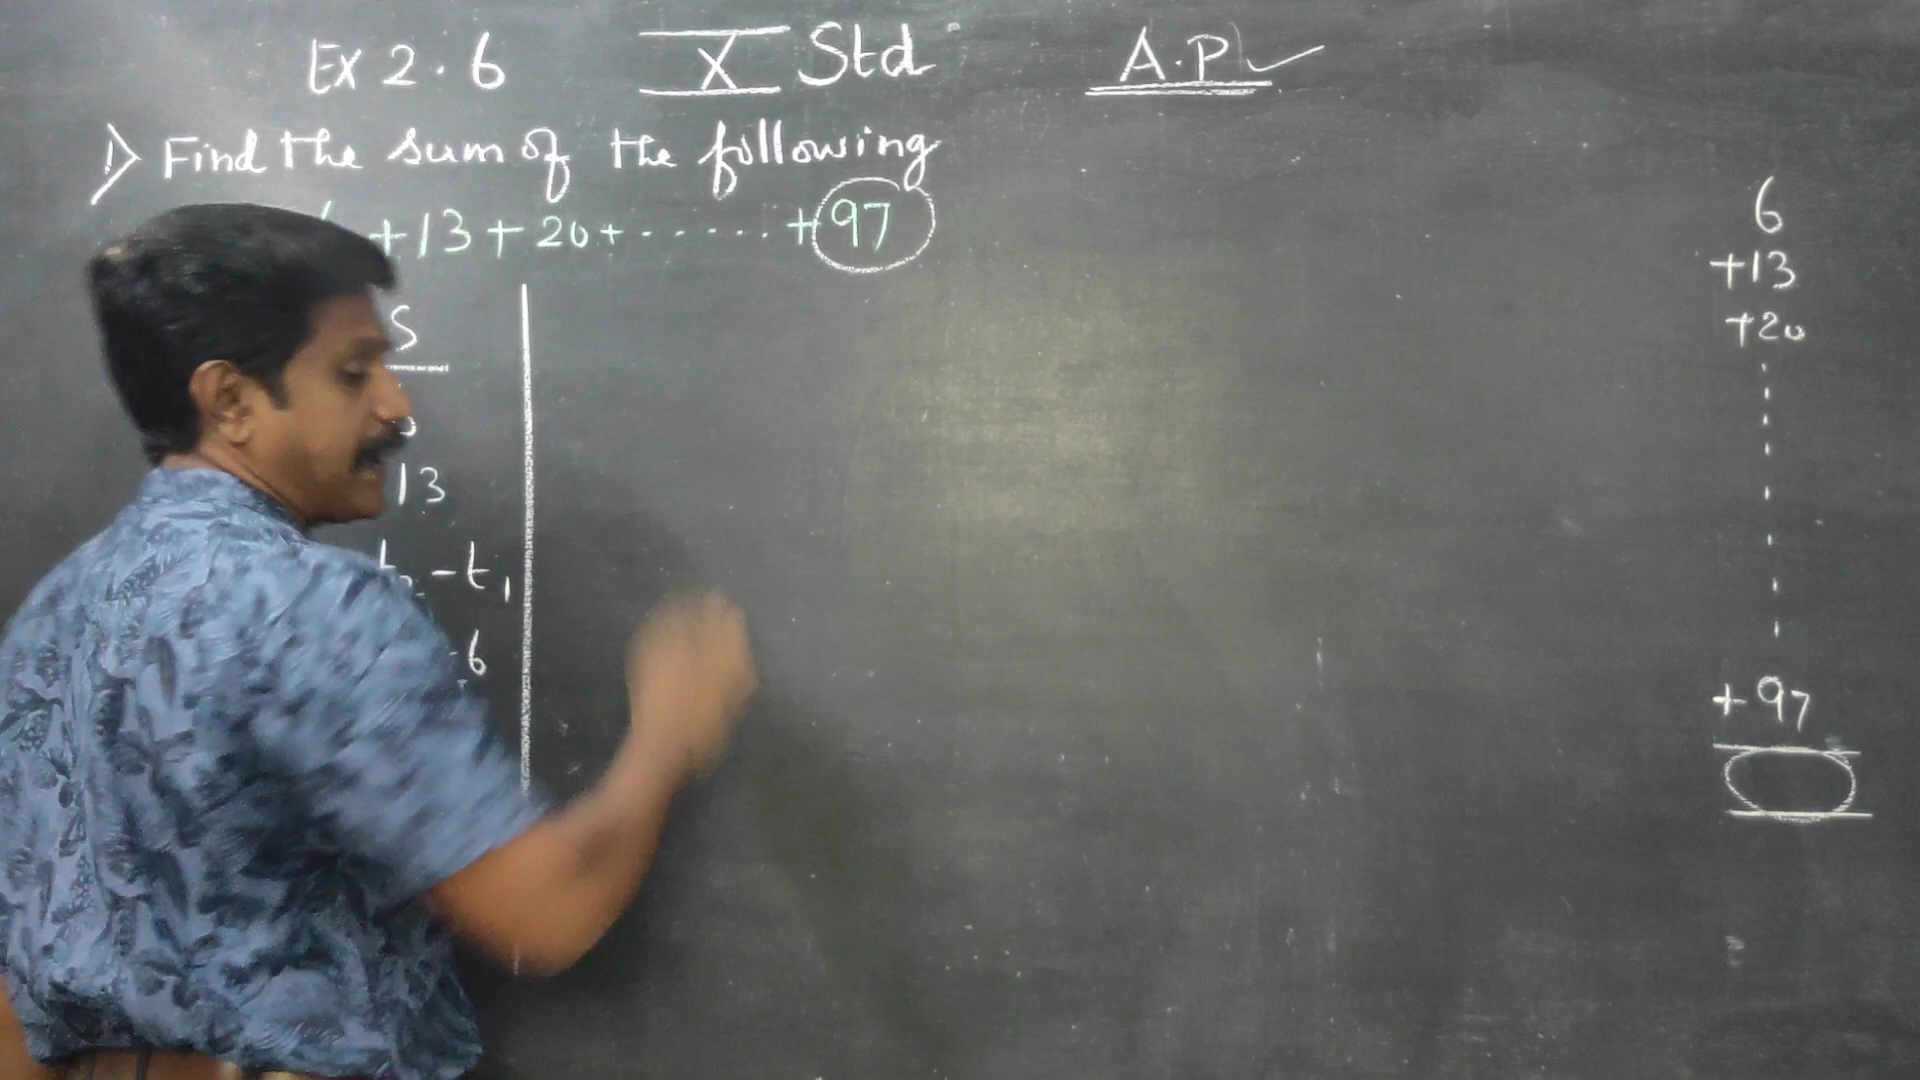 Ex 2.6 X Std A.P
1) Find the sum of the following
+13+20+.......+97
S
13
-t1
-6
6
+13
+20
+97